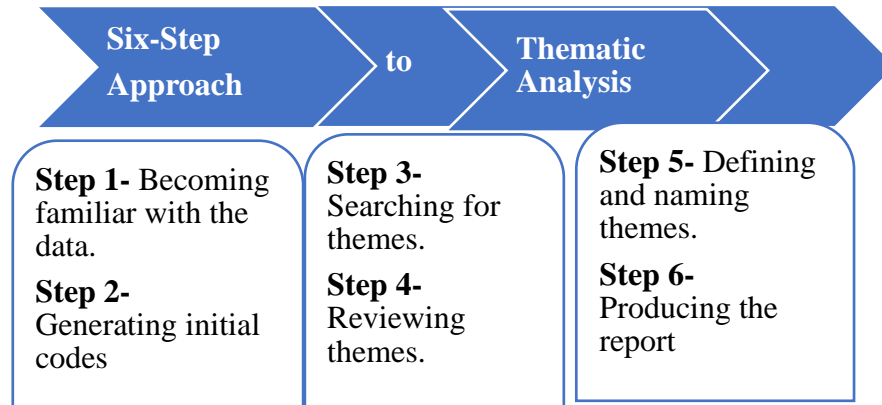 Six-Step
Approach
to
Thematic
Analysis
Step 1- Becoming
familiar with the
data.
Step 2-
Generating initial
codes
Step 3-
Searching for
themes.
Step 4-
Reviewing
themes.
Step 5- Defining
and naming
themes.
Step 6-
Producing the
report